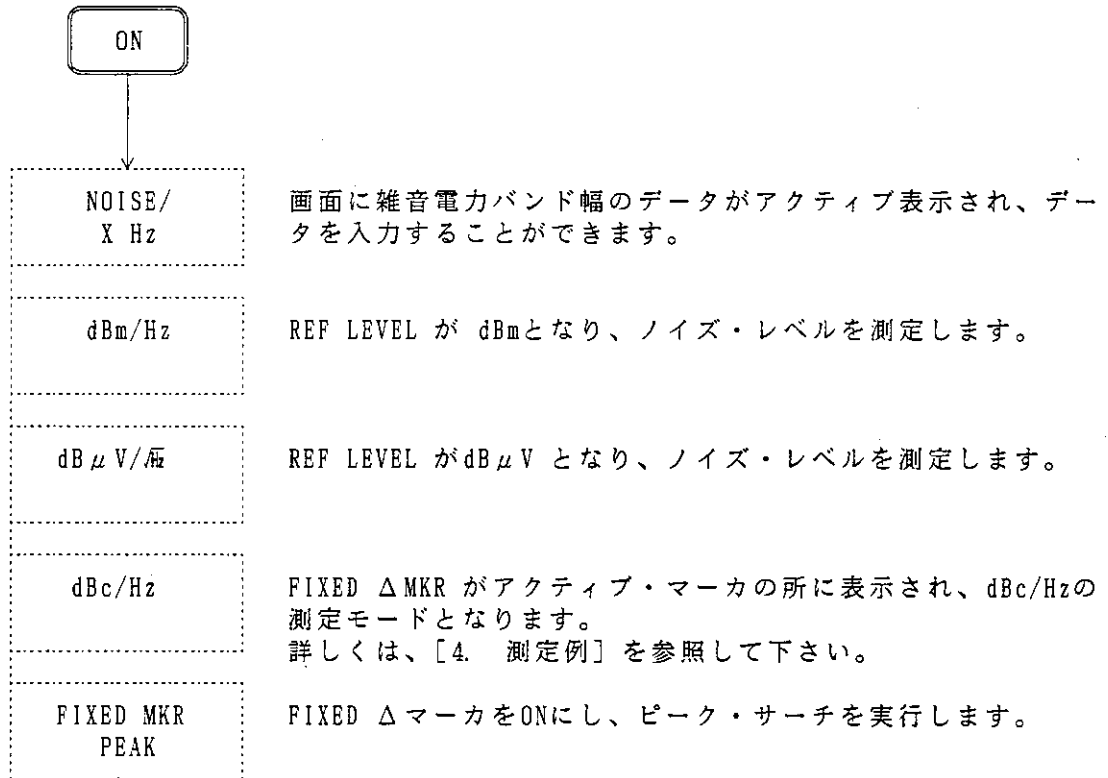 ON
NOISE/
X Hz
画面に雑音電力バンド幅のデータがアクティブ表示され、デー
タを入力することができます。
dBm/Hz
REF LEVEL が dBmとなり、ノイズ・レベルを測定します。
dBμV/√Hz
REF LEVEL がdBμV となり、ノイズ・レベルを測定します。
dBc/Hz
FIXED ΔMKR がアクティブ・マーカの所に表示され、dBc/Hzの
測定モードとなります。
詳しくは、[4. 測定例] を参照して下さい。
FIXED MKR
PEAK
FIXED ΔマーカをONにし、ピーク・サーチを実行します。